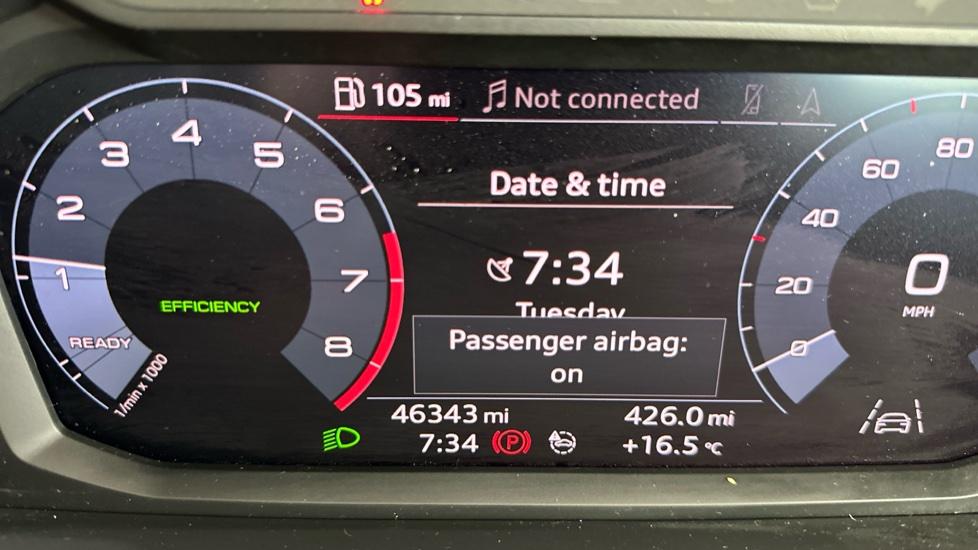 105 mi
Not connected
Date & time
7:34
Tuesday
Passenger airbag:
on
46343 mi
426.0 mi
7:34
P
+16.5 °C
1
2
3
4
5
6
7
8
EFFICIENCY
READY
1/min x 1000
0
20
40
60
80
0
MPH